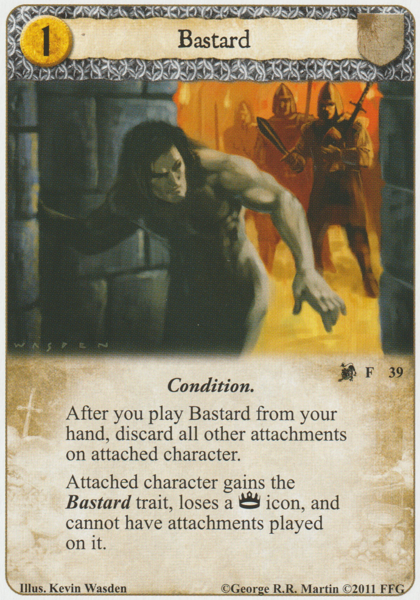 1
Bastard
WASDEN
F 39
Condition.
After you play Bastard from your
hand, discard all other attachments
on attached character.
Attached character gains the
Bastard trait, loses a icon, and
cannot have attachments played
on it.
Illus. Kevin Wasden
©George R.R. Martin ©2011 FFG